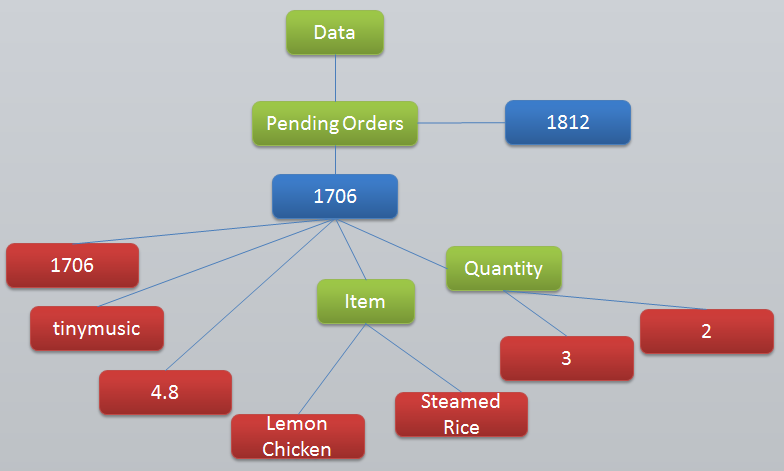 Data
Pending Orders
1812
1706
1706
Quantity
Item
tinymusic
2
3
4.8
Steamed
Rice
Lemon
Chicken